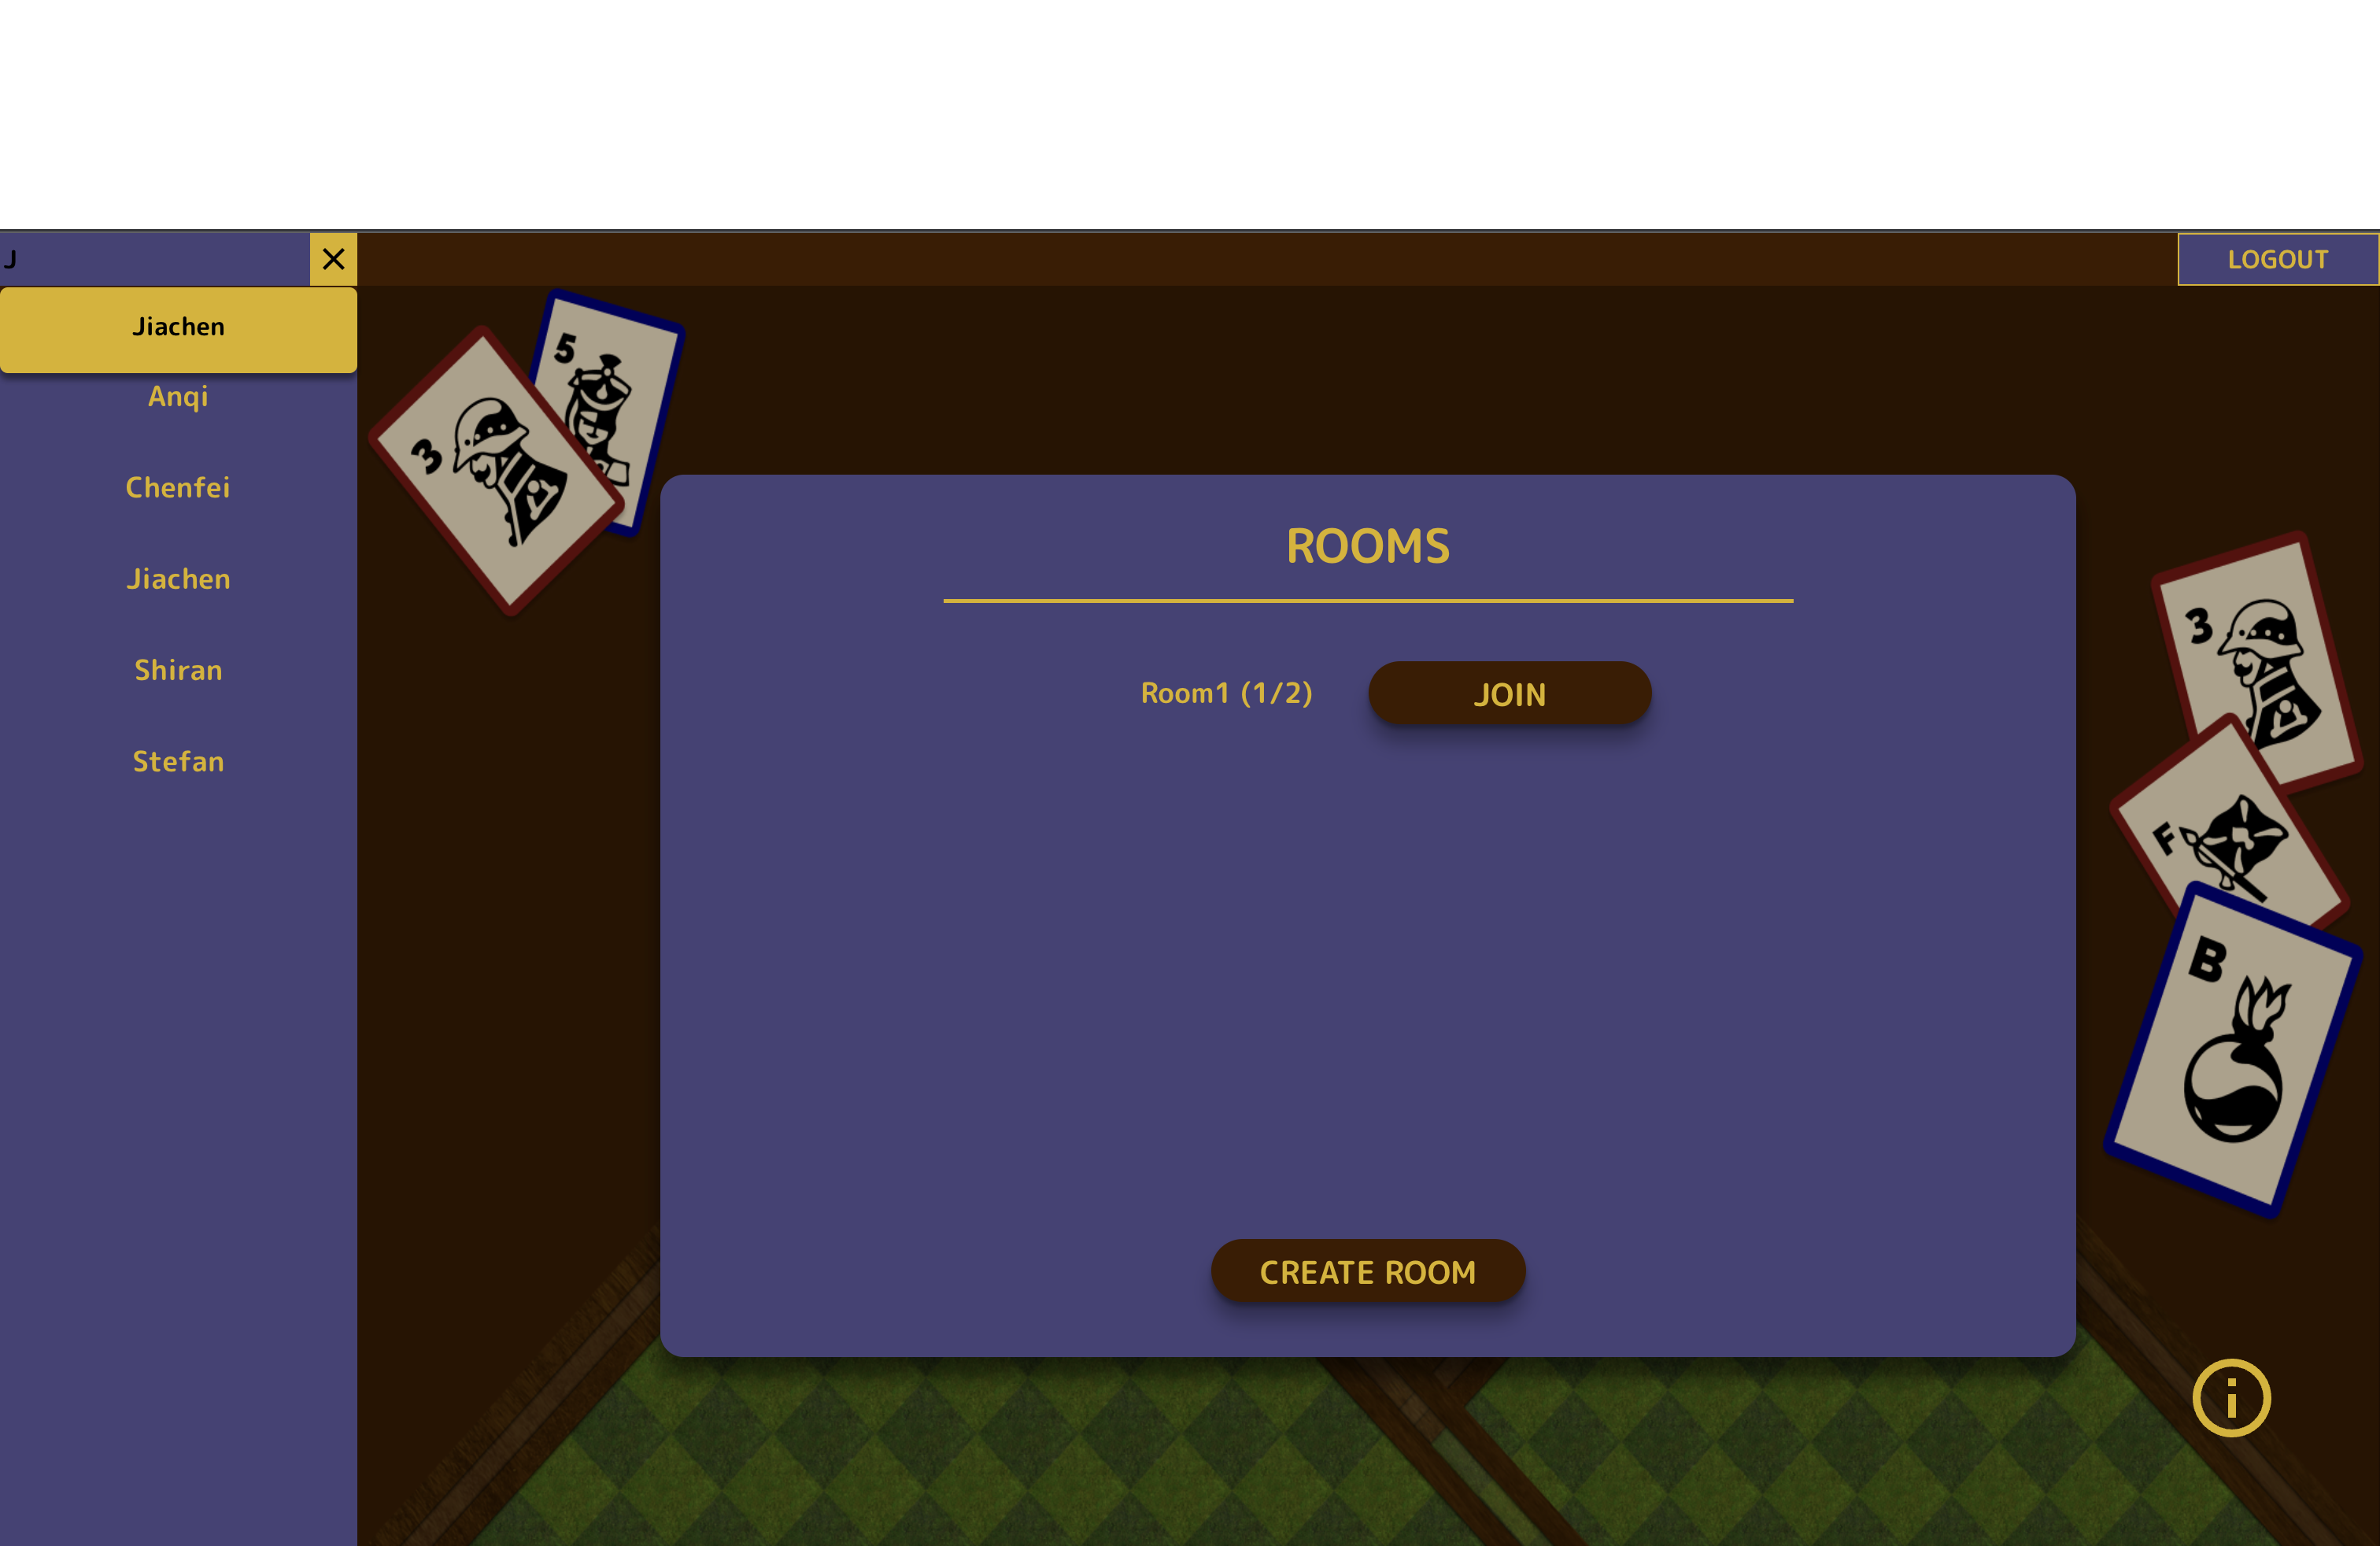 J
LOGOUT
Jiachen
Anqi
Chenfei
Jiachen
Shiran
Stefan
5
3
ROOMS
Room1 (1/2)
JOIN
CREATE ROOM
3
F
B
i